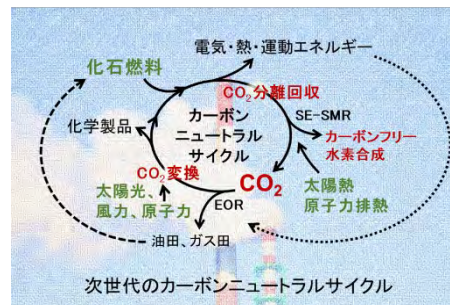 電気・熱・運動エネルギー
化石燃料
CO2分離回収
カーボン
ニュートラル
サイクル
SE-SMR
カーボンフリー
水素合成
化学製品
CO2変換
太陽光、
風力、原子力
CO2
太陽熱
原子力排熱
EOR
油田、ガス田
次世代のカーボンニュートラルサイクル